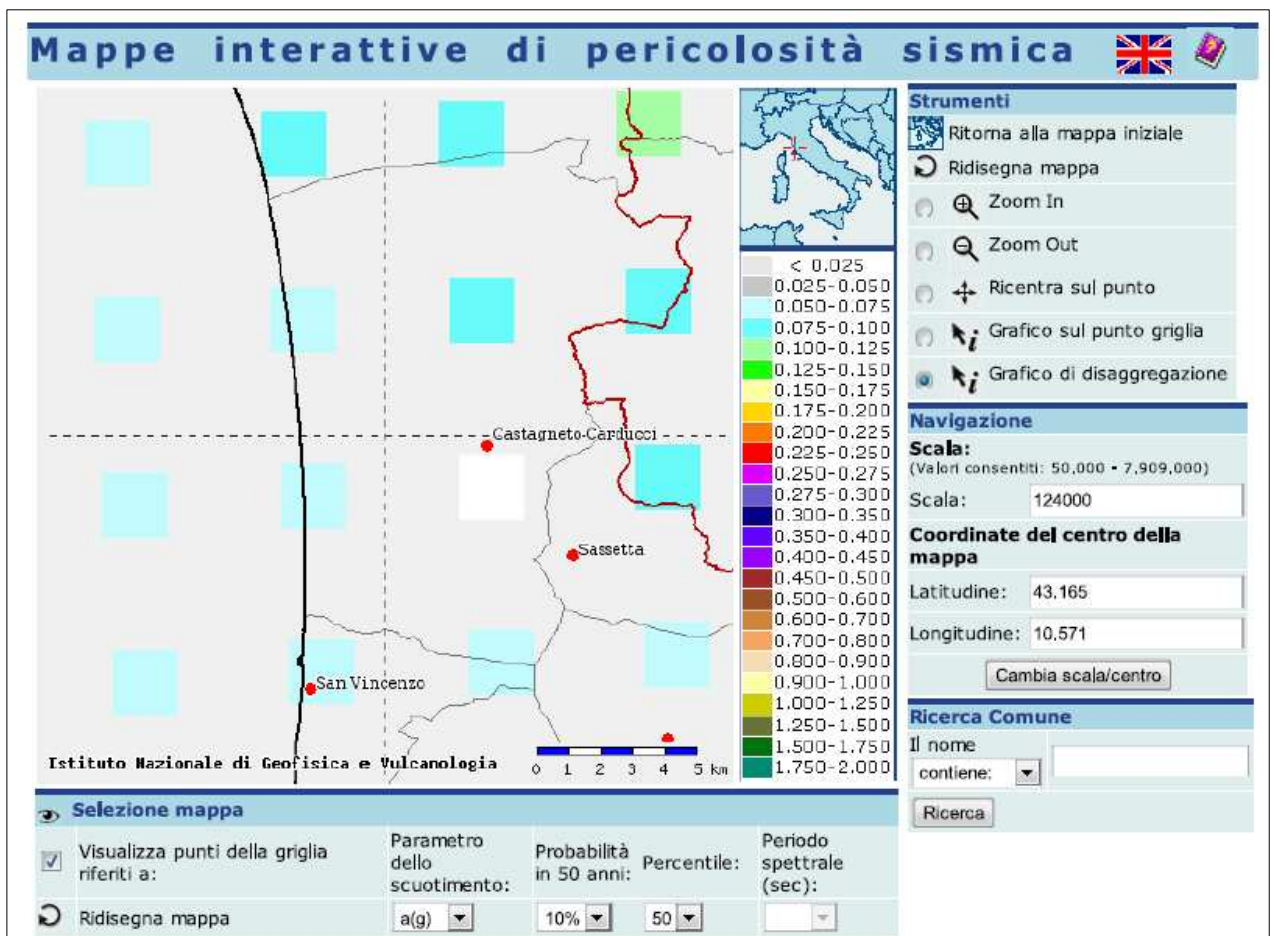 Mappe interattive di pericolosità sismica
Castagneto-Carducci
Sassetta
San Vincenzo
Istituto Nazionale di Geofisica e Vulcanologia
0 1 2 3 4 5 km
< 0.025
0.025-0.050
0.050-0.075
0.075-0.100
0.100-0.125
0.125-0.150
0.150-0.175
0.175-0.200
0.200-0.225
0.225-0.250
0.250-0.275
0.275-0.300
0.300-0.350
0.350-0.400
0.400-0.450
0.450-0.500
0.500-0.600
0.600-0.700
0.700-0.800
0.800-0.900
0.900-1.000
1.000-1.250
1.250-1.500
1.500-1.750
1.750-2.000
Strumenti
Ritorna alla mappa iniziale
Ridisegna mappa
Zoom In
Zoom Out
Ricentra sul punto
Grafico sul punto griglia
Grafico di disaggregazione
Navigazione
Scala:
(Valori consentiti: 50,000 - 7,909,000)
Scala: 124000
Coordinate del centro della
mappa
Latitudine: 43.165
Longitudine: 10.571
Cambia scala/centro
Ricerca Comune
Il nome
contiene:
Ricerca
Selezione mappa
Visualizza punti della griglia
riferiti a:
Parametro
dello
scuotimento:
Probabilità
in 50 anni:
Percentile:
Periodo
spettrale
(sec):
Ridisegna mappa
a(g) 10% 50